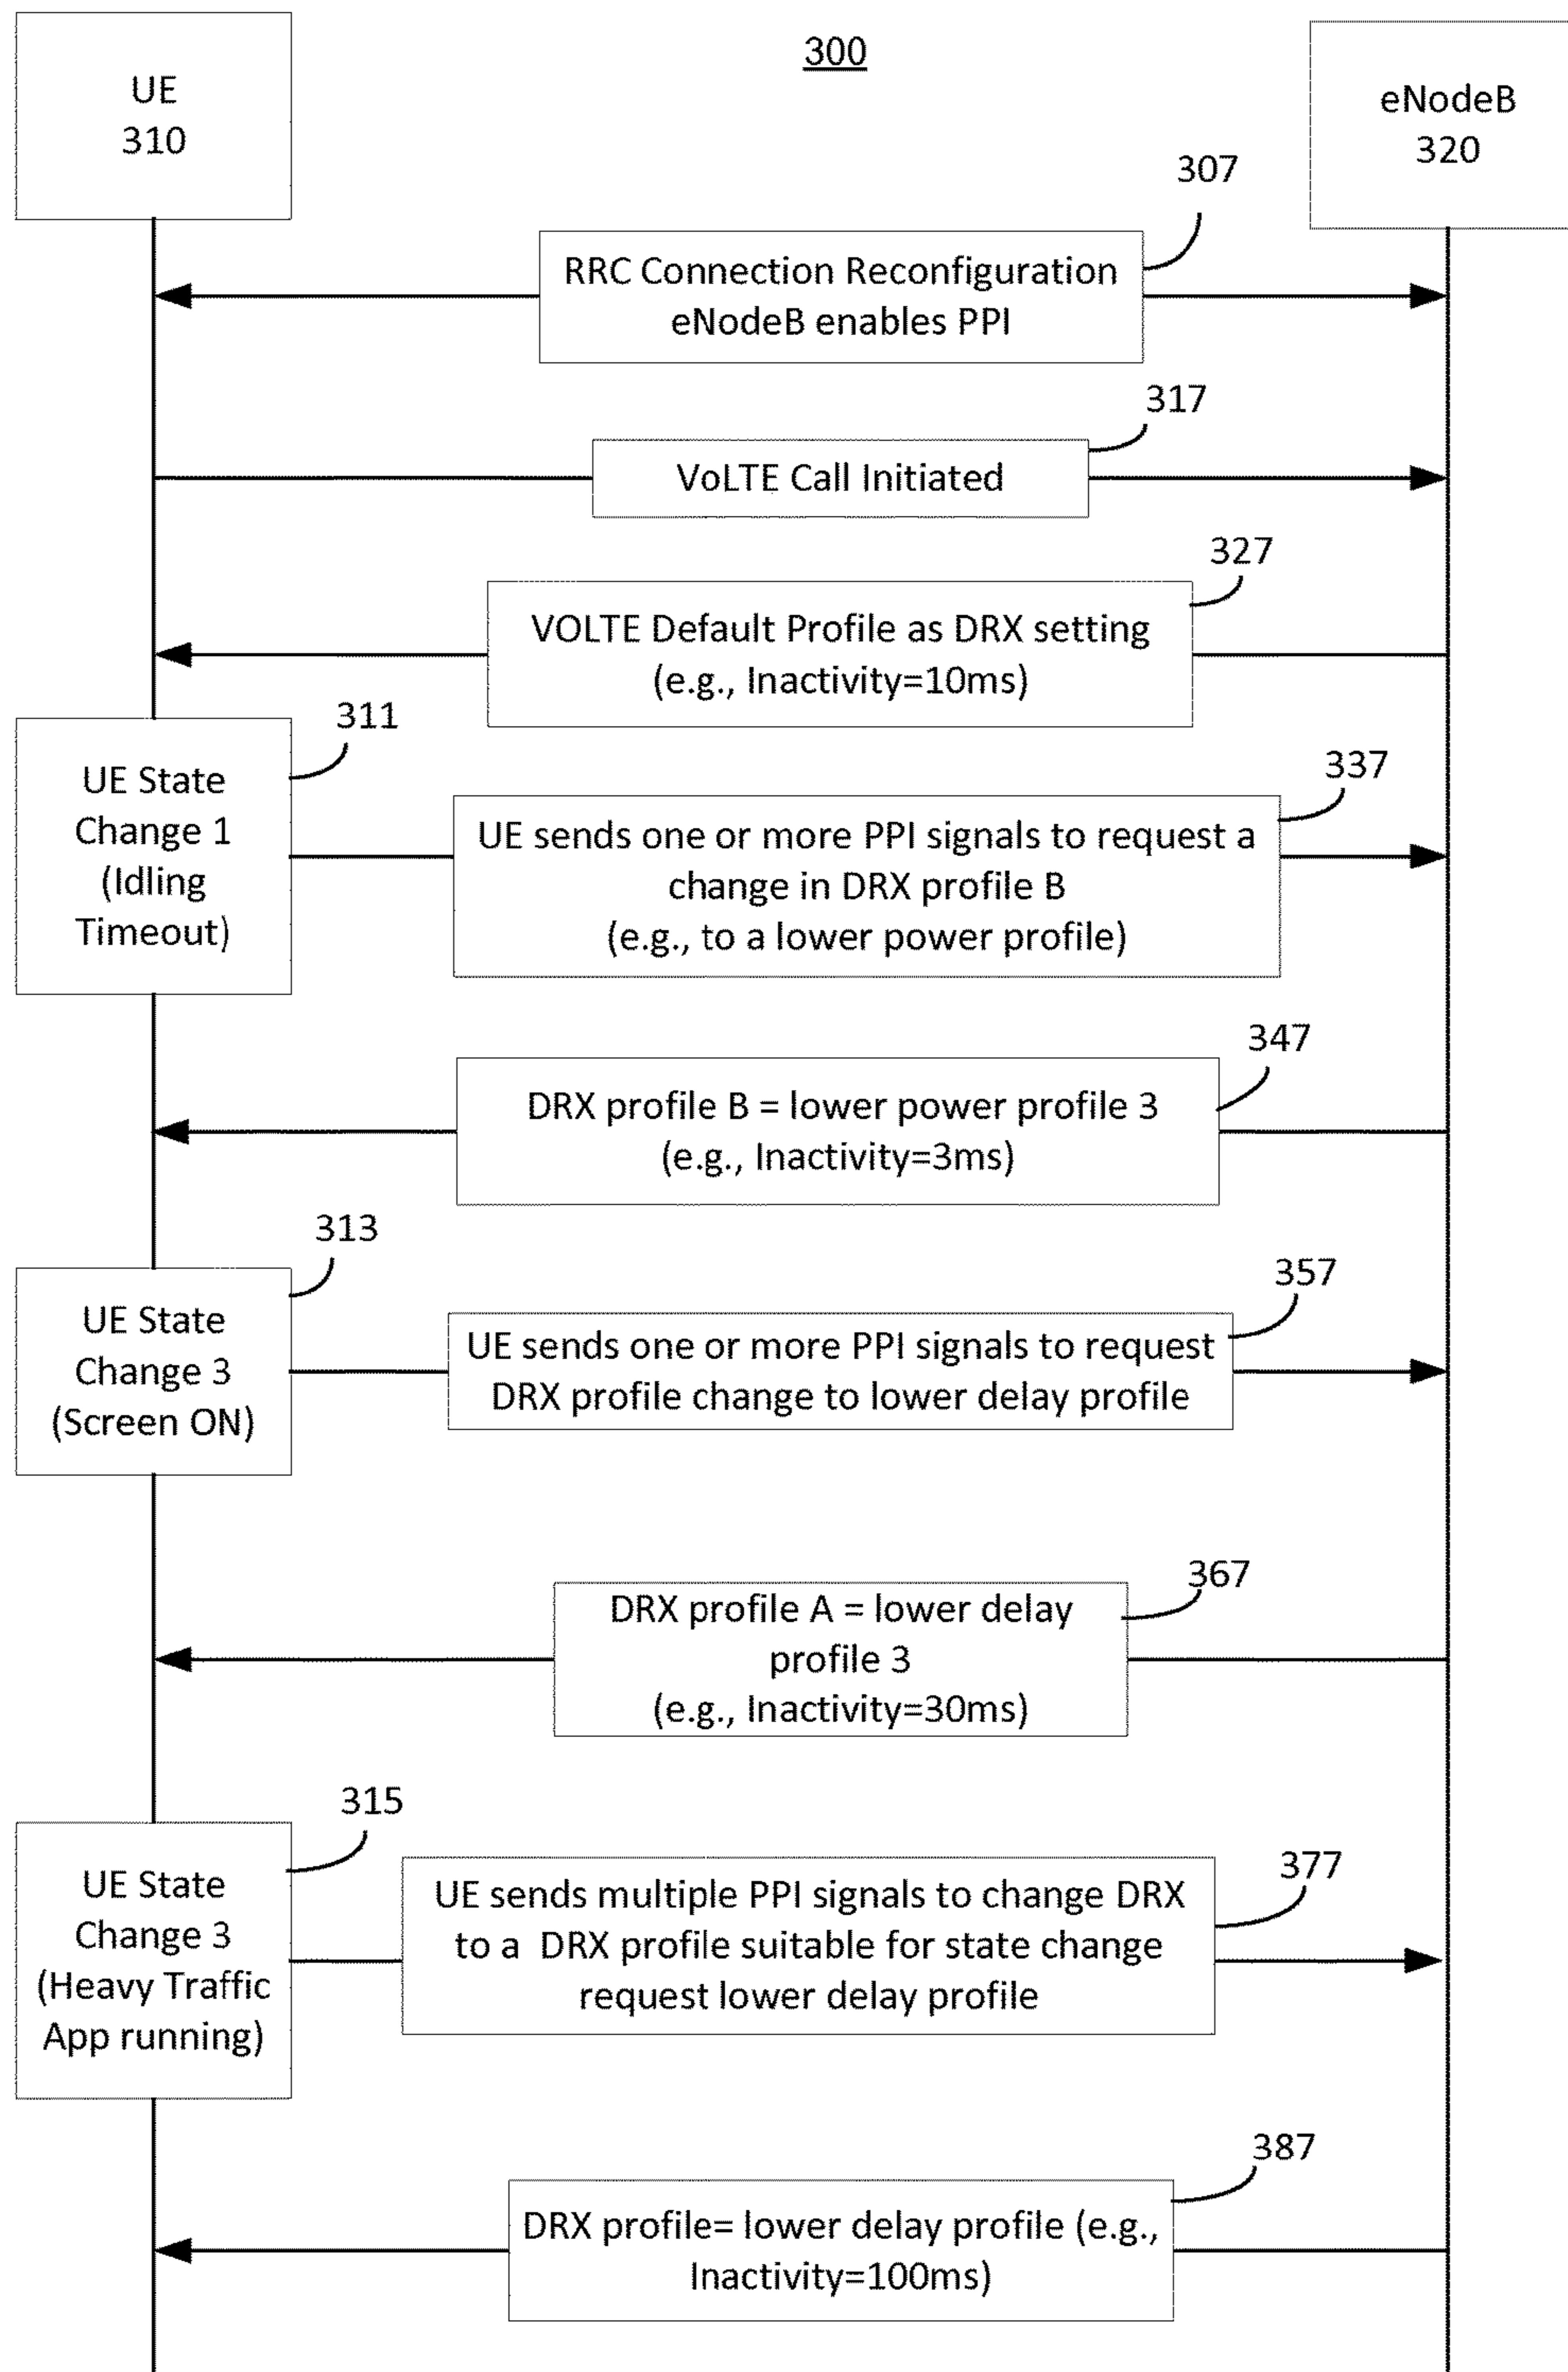 300
UE
310
eNodeB
320
307
RRC Connection Reconfiguration
eNodeB enables PPI
317
VoLTE Call Initiated
327
VOLTE Default Profile as DRX setting
(e.g., Inactivity=10ms)
311
UE State
Change 1
(Idling
Timeout)
337
UE sends one or more PPI signals to request a
change in DRX profile B
(e.g., to a lower power profile)
347
DRX profile B = lower power profile 3
(e.g., Inactivity=3ms)
313
UE State
Change 3
(Screen ON)
357
UE sends one or more PPI signals to request
DRX profile change to lower delay profile
367
DRX profile A = lower delay
profile 3
(e.g., Inactivity=30ms)
315
UE State
Change 3
(Heavy Traffic
App running)
377
UE sends multiple PPI signals to change DRX
to a DRX profile suitable for state change
request lower delay profile
387
DRX profile= lower delay profile (e.g.,
Inactivity=100ms)